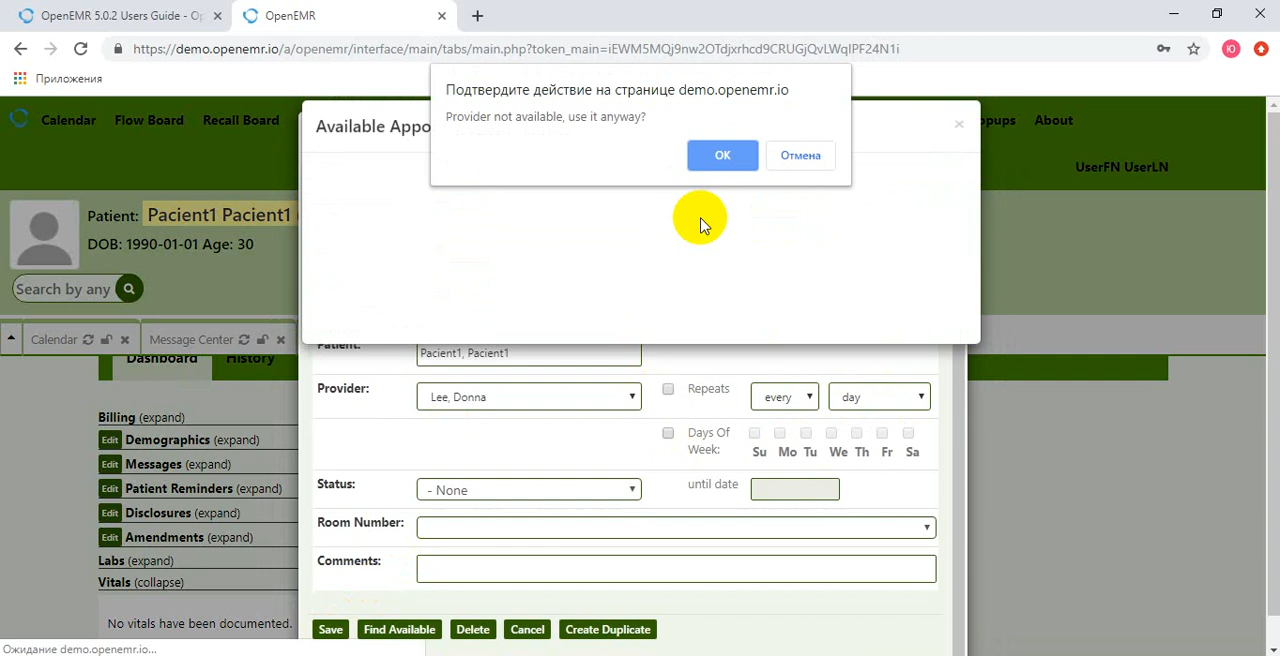 OpenEMR 5.0.2 Users Guide - Op
OpenEMR
https://demo.openemr.io/a/openemr/interface/main/tabs/main.php?token_main=iEWM5MQj9nw2OTdjxrhcd9CRUGjQvLWqIPF24N1i
Ю
Приложения
Подтвердите действие на странице demo.openemr.io
Provider not available, use it anyway?
OK
Отмена
Calendar
Flow Board
Recall Board
Available Appo
opups
About
UserFN UserLN
Patient:
Pacient1 Pacient1
DOB: 1990-01-01 Age: 30
Search by any
Calendar
Message Center
Dashboard
History
Patient:
Pacient1, Pacient1
Provider:
Lee, Donna
Repeats
every
day
Days Of
Week:
Su Mo Tu We Th Fr Sa
Status:
- None
until date
Room Number:
Comments:
Save
Find Available
Delete
Cancel
Create Duplicate
Billing (expand)
Edit Demographics (expand)
Edit Messages (expand)
Edit Patient Reminders (expand)
Edit Disclosures (expand)
Edit Amendments (expand)
Labs (expand)
Vitals (collapse)
No vitals have been documented.
Ожидание demo.openemr.io...